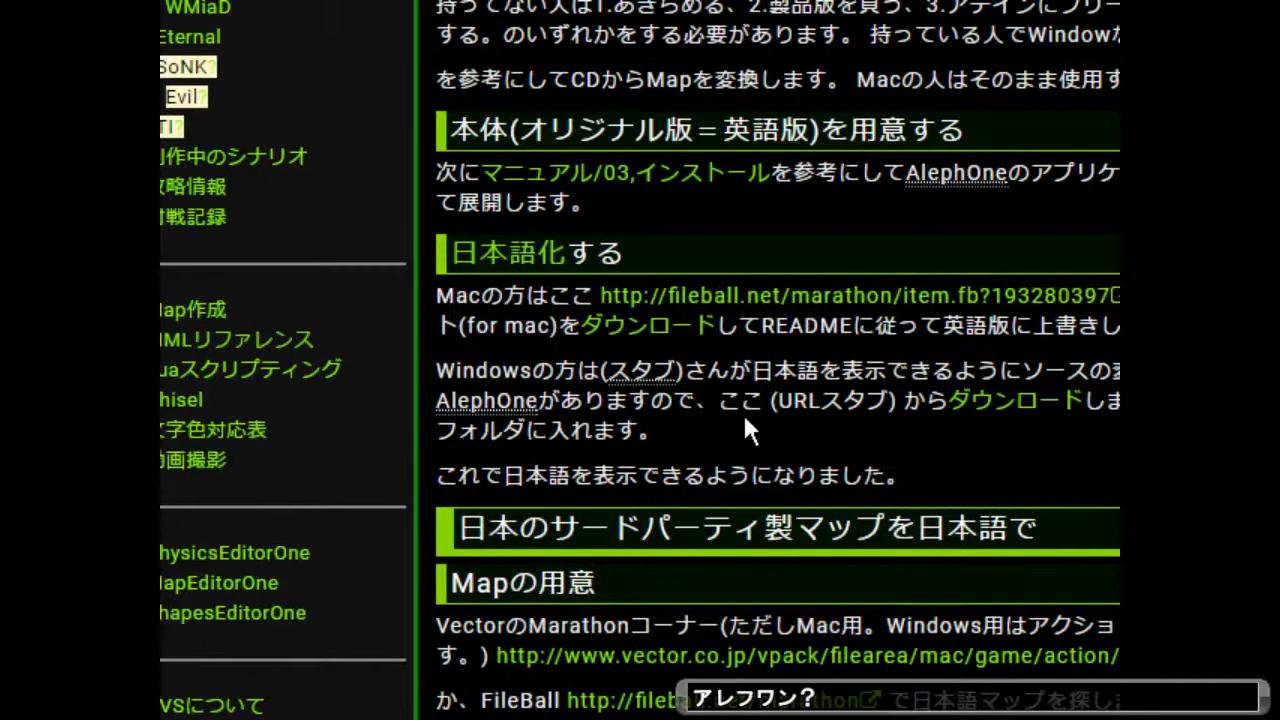 WMiaD
Eternal
SoNK?
Evil?
TI?
作中のシナリオ
略情報
戦記録
ap作成
MLリファレンス
uaスクリプティング
hisel
字色対応表
画撮影
hysicsEditorOne
apEditorOne
hapesEditorOne
VSについて
持ってない人は1.あきらめる、2.製品版を買う、3.アテインにフリー
する。のいずれかをする必要があります。 持っている人でWindow
を参考にしてCDからMapを変換します。 Macの人はそのまま使用す
本体(オリジナル版＝英語版)を用意する
次にマニュアル/03,インストールを参考にしてAlephOneのアプリケ
て展開します。
日本語化する
Macの方はここ http://fileball.net/marathon/item.fb?193280397
ト(for mac)をダウンロードしてREADMEに従って英語版に上書きし
Windowsの方は(スタブ)さんが日本語を表示できるようにソースの
AlephOneがありますので、ここ (URLスタブ) からダウンロードしま
フォルダに入れます。
これで日本語を表示できるようになりました。
日本のサードパーティ製マップを日本語で
Mapの用意
VectorのMarathonコーナー(ただしMac用。Windows用はアクショ
す。) http://www.vector.co.jp/vpack/filearea/mac/game/action/
か、FileBall http://fileball.net/marathon で日本語マップを探しま
アレフワン？